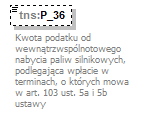 tns:P_36
Kwota podatku od
wewnątrzwspólnotowego
nabycia paliw silnikowych,
podlegająca wpłacie w
terminach, o których mowa
w art. 103 ust. 5a i 5b
ustawy